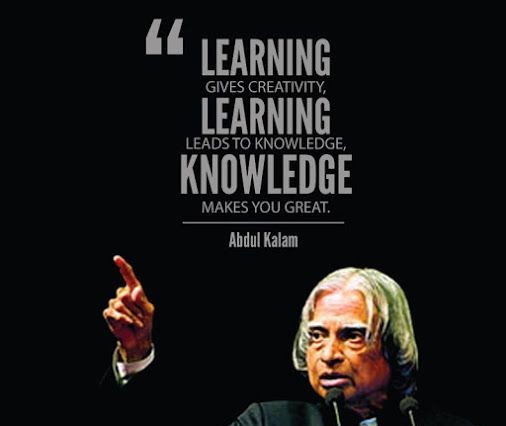 “ LEARNING
GIVES CREATIVITY,
LEARNING
LEADS TO KNOWLEDGE,
KNOWLEDGE
MAKES YOU GREAT.
Abdul Kalam